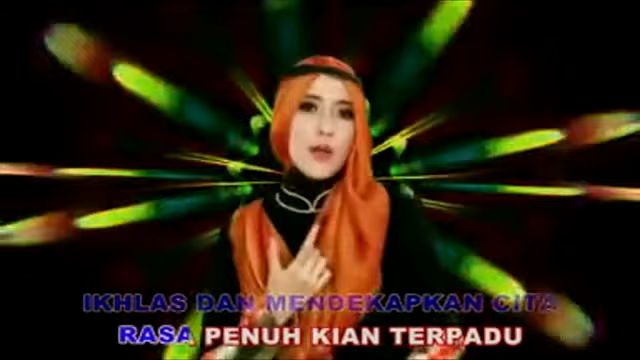 IKHLAS DAN MENDEKAPKAN CITA
RASA PENUH KIAN TERPADU